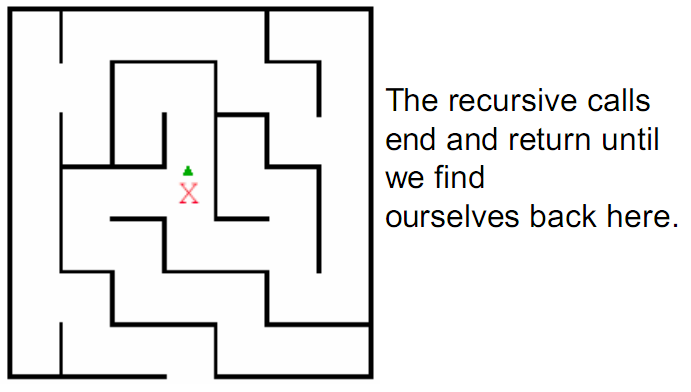 The recursive calls
end and return until
we find
ourselves back here.
X